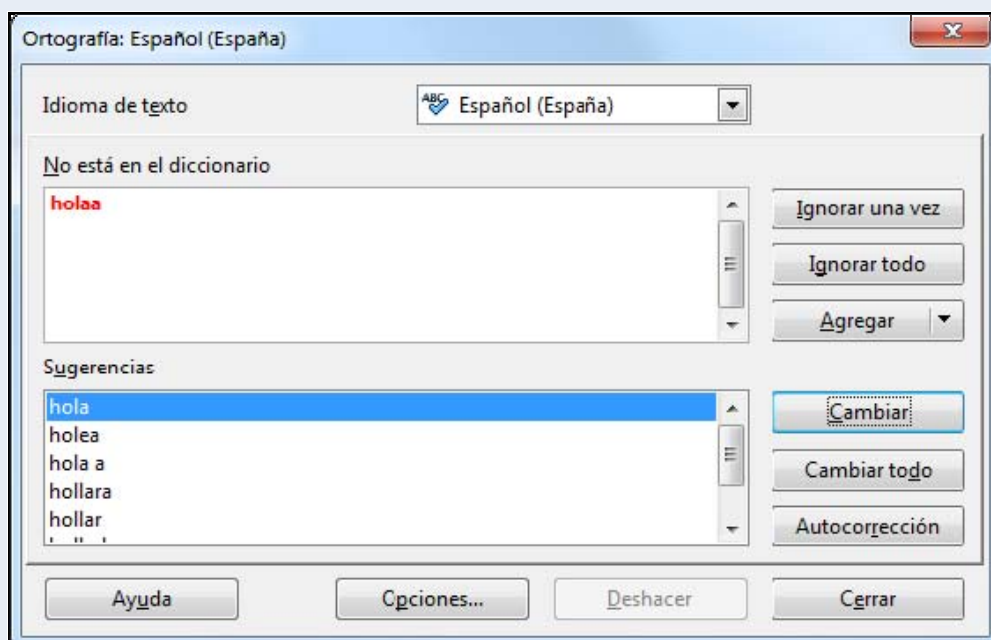 Ortografía: Español (España)
Idioma de texto
ABC Español (España)
No está en el diccionario
holaa
Ignorar una vez
Ignorar todo
Agregar
Sugerencias
hola
holea
hola a
hollara
hollar
Cambiar
Cambiar todo
Autocorrección
Ayuda
Opciones...
Deshacer
Cerrar